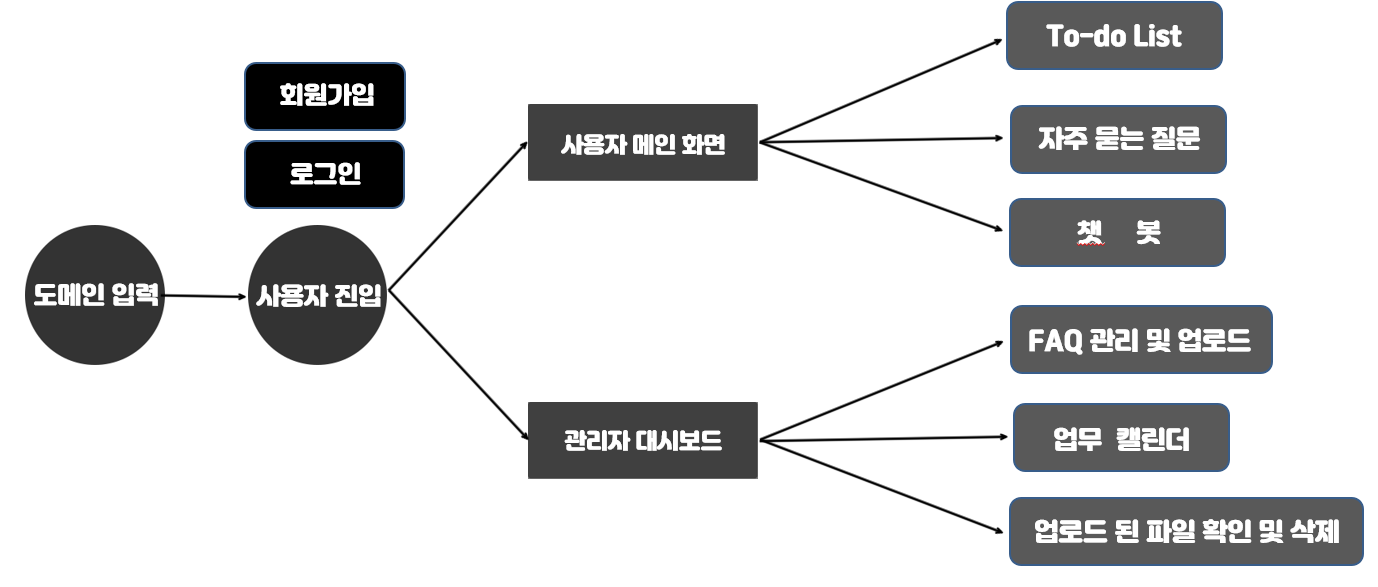 회원가입
로그인
도메인 입력
사용자 진입
사용자 메인 화면
To-do List
자주 묻는 질문
챗 봇
관리자 대시보드
FAQ 관리 및 업로드
업무 캘린더
업로드 된 파일 확인 및 삭제